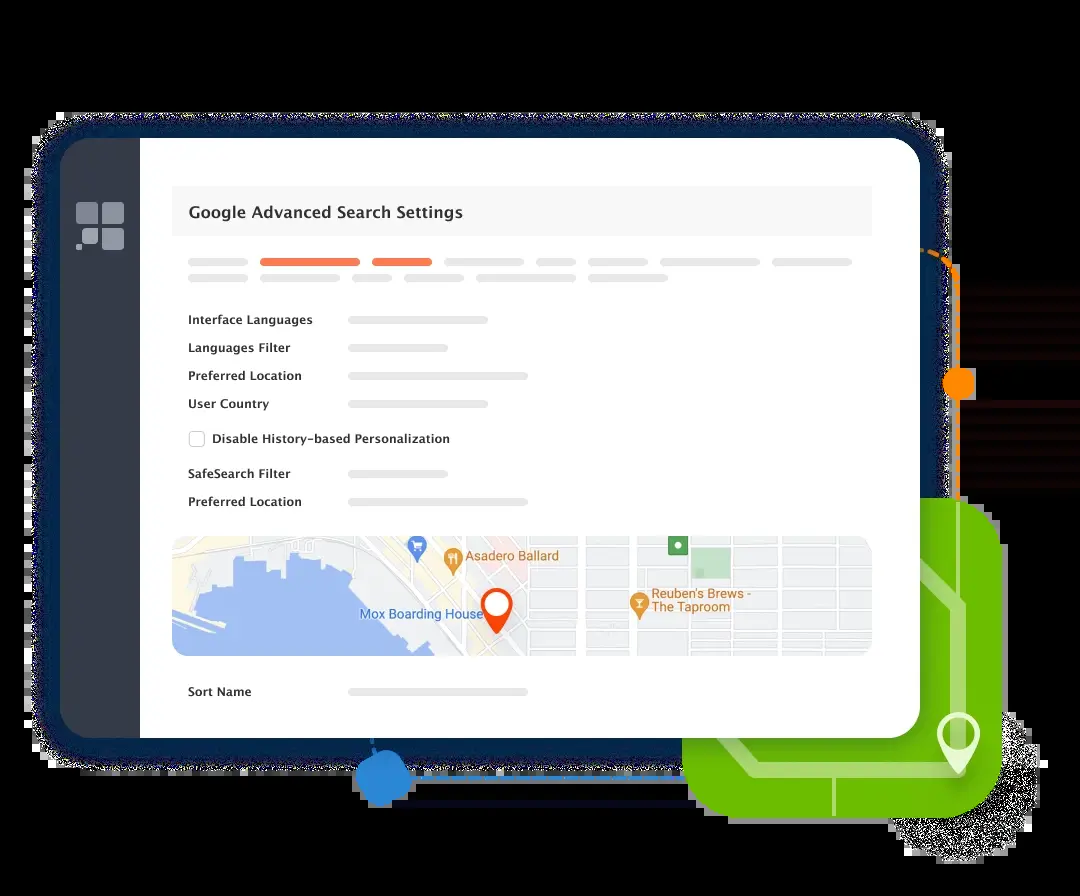 Google Advanced Search Settings
Interface Languages
Languages Filter
Preferred Location
User Country
Disable History-based Personalization
SafeSearch Filter
Preferred Location
Asadero Ballard
Mox Boarding House
Reuben's Brews -
The Taproom
Sort Name